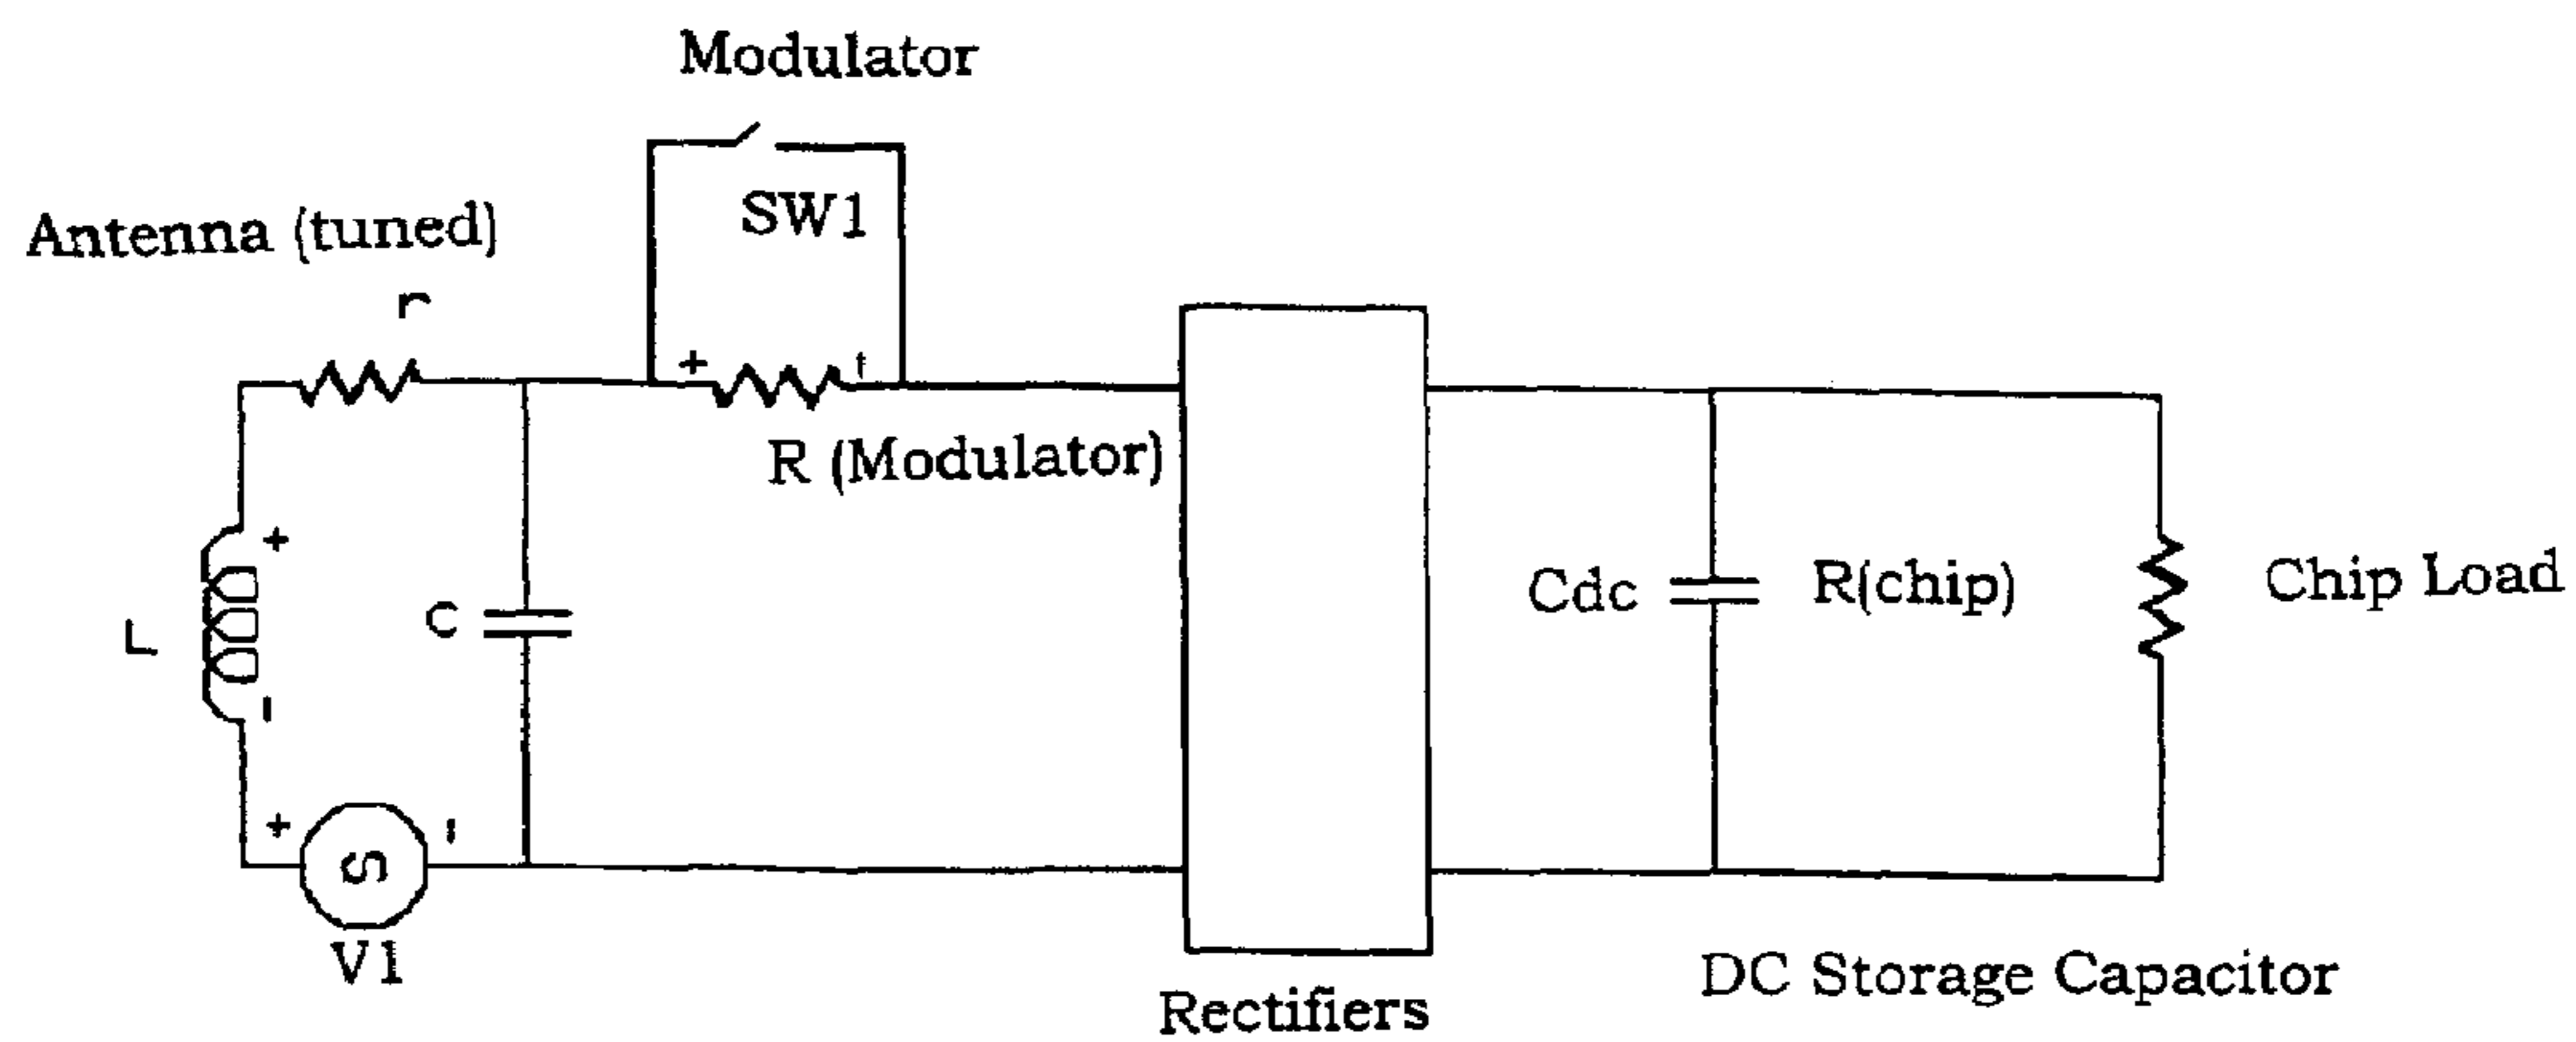 Modulator
SW1
Antenna (tuned)
r
+
R (Modulator)
L
+
-
C
+
-
S
V1
Rectifiers
Cdc
R(chip)
Chip Load
DC Storage Capacitor